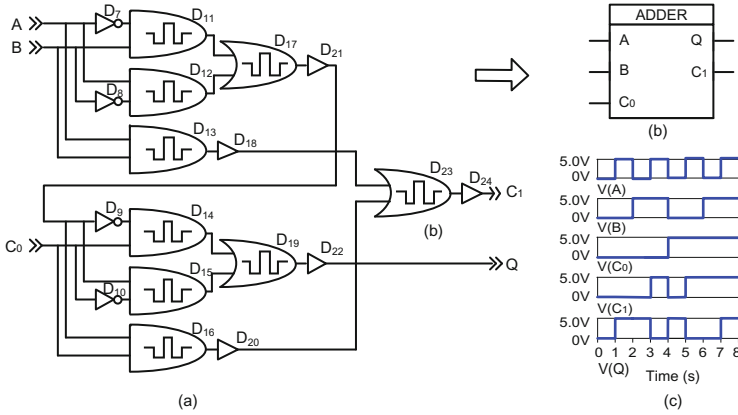 A
B
C0
D7
D11
D17
D21
D12
D8
D13
D18
D23
D24
C1
(b)
D9
D14
D19
D22
Q
D15
D10
D16
D20
(a)
ADDER
A Q
B C1
C0
(b)
5.0V
0V
V(A)
5.0V
0V
V(B)
5.0V
0V
V(C0)
5.0V
0V
V(C1)
5.0V
0V
0 1 2 3 4 5 6 7 8
V(Q) Time (s)
(c)